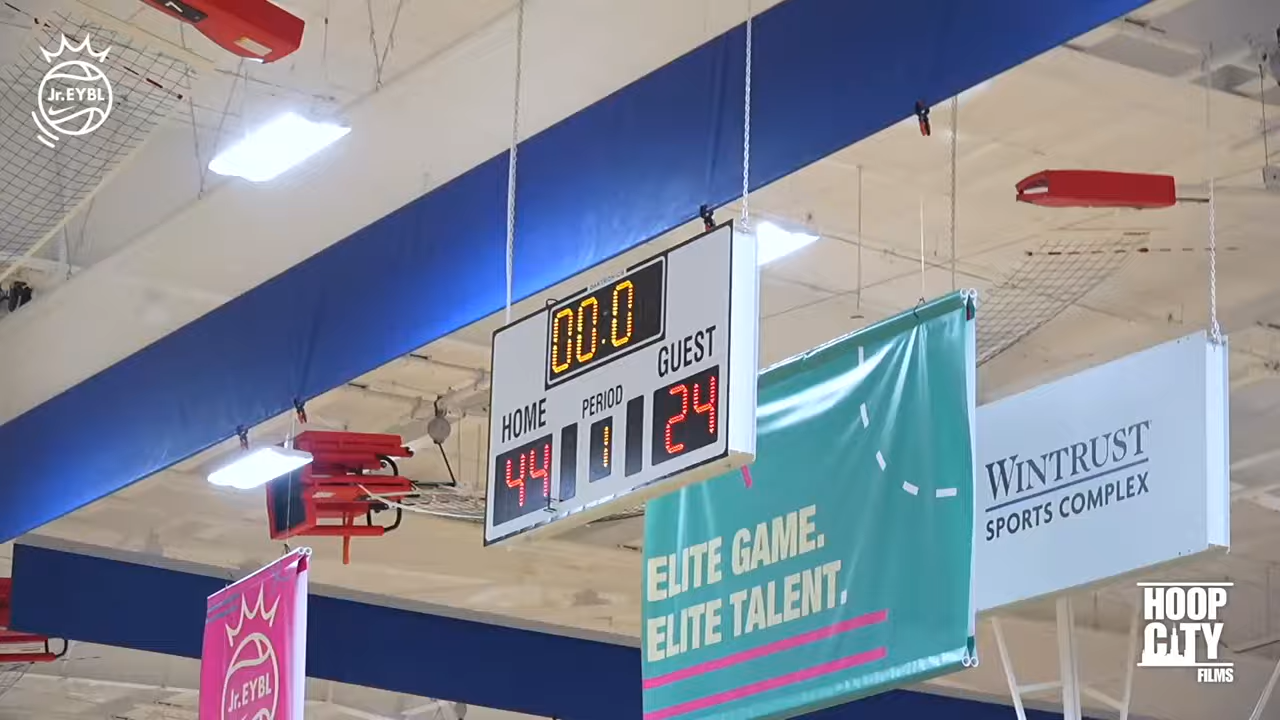 Jr.EYBL
DAKTRONICS
00.0
HOME
PERIOD
GUEST
44
1
24
ELITE GAME.
ELITE TALENT.
WINTRUST
SPORTS COMPLEX
Jr.EYBL
HOOP
CITY
FILMS